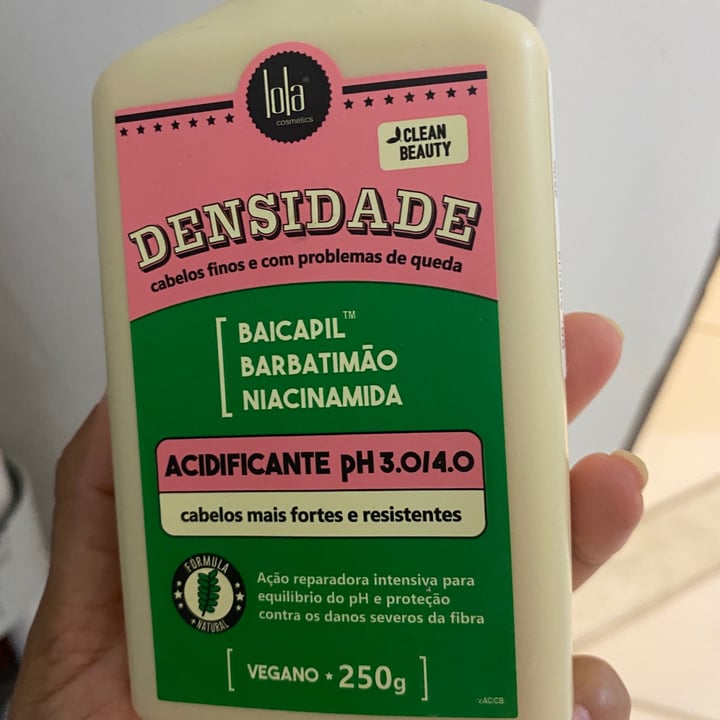 lola
cosmetics
CLEAN
BEAUTY
DENSIDADE
cabelos finos e com problemas de queda
BAICAPIL™
BARBATIMÃO
NIACINAMIDA
ACIDIFICANTE pH 3.0/4.0
cabelos mais fortes e resistentes
FORMULA
NATURAL
Ação reparadora intensiva para
equilíbrio do pH e proteção
contra os danos severos da fibra
[ VEGANO ★ 250g ]